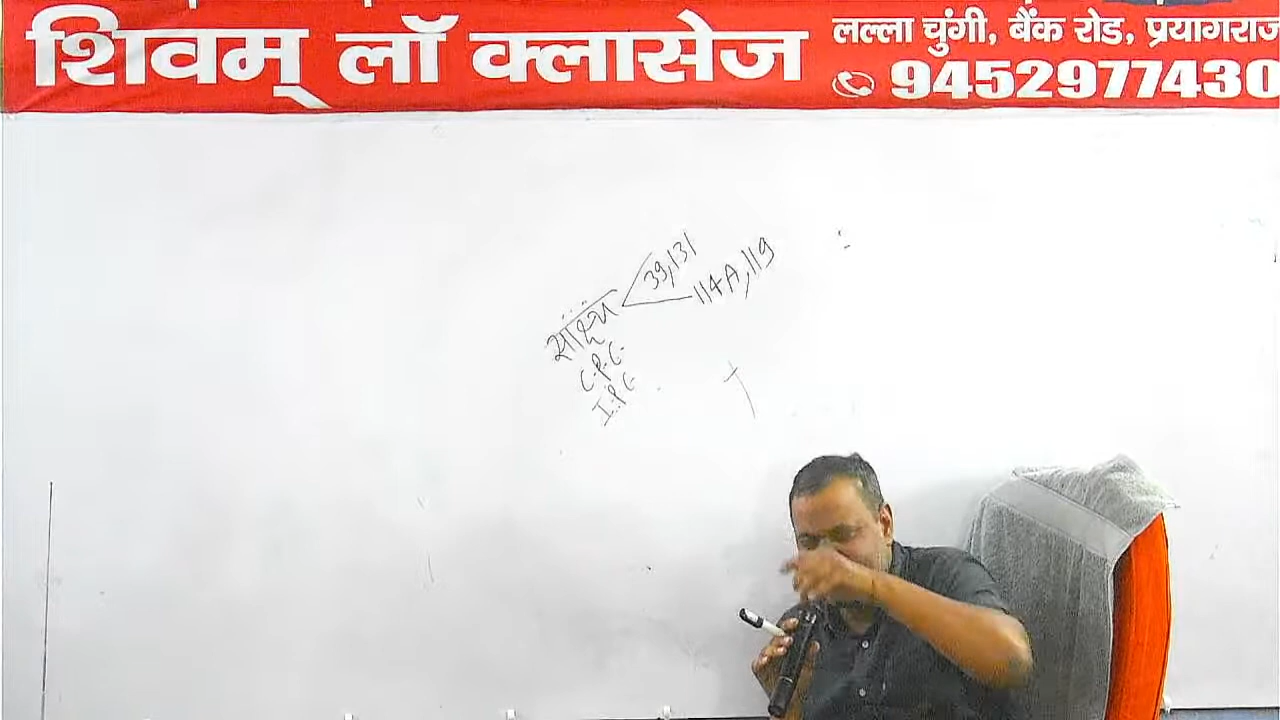 शिवम् लॉ क्लासेज
लल्ला चुंगी, बैंक रोड, प्रयागराज
9452977430
साक्ष्य
39,131
114A,119
C.P.C.
I.P.C